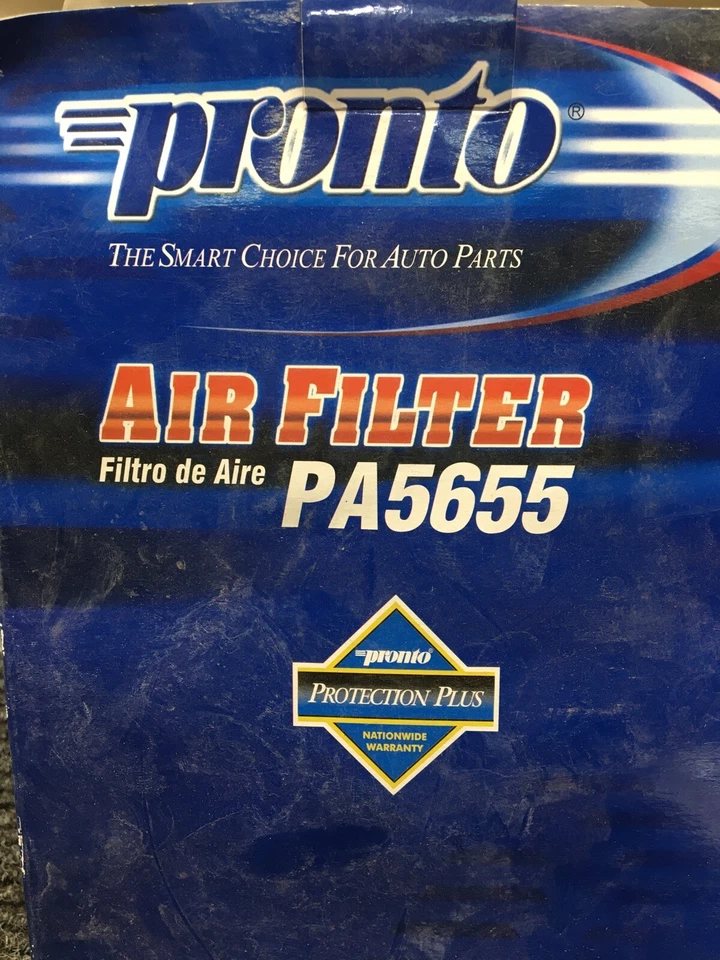 pronto®
THE SMART CHOICE FOR AUTO PARTS
AIR FILTER
Filtro de Aire
PA5655
pronto®
PROTECTION PLUS
NATIONWIDE
WARRANTY